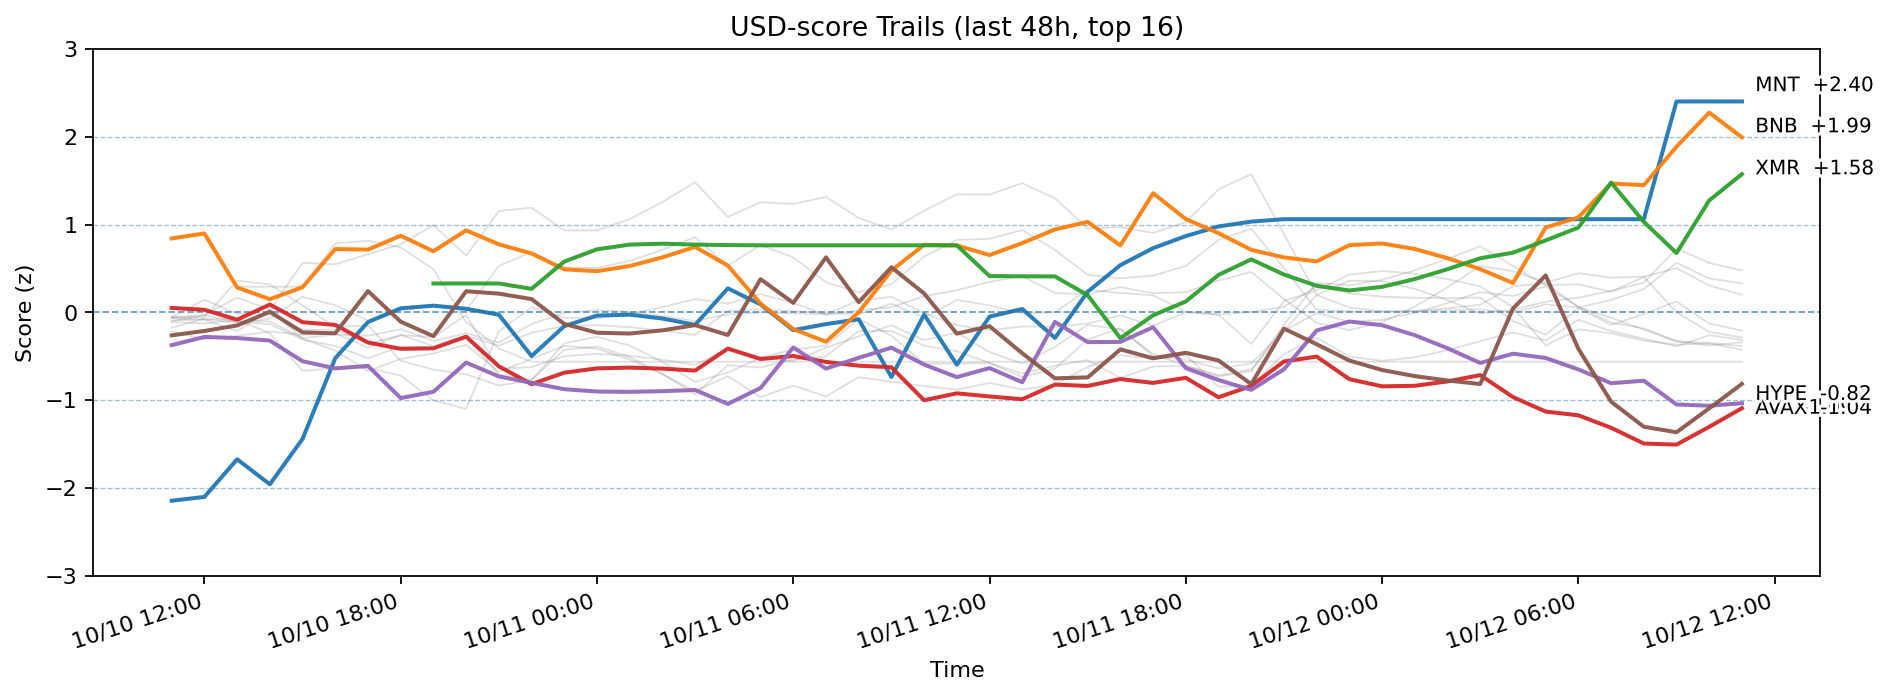 USD-score Trails (last 48h, top 16)
Score (z)
3
2
1
0
−1
−2
−3
MNT +2.40
BNB +1.99
XMR +1.58
HYPE -0.82
AVAX -1.04
10/10 12:00
10/10 18:00
10/11 00:00
10/11 06:00
10/11 12:00
10/11 18:00
10/12 00:00
10/12 06:00
10/12 12:00
Time